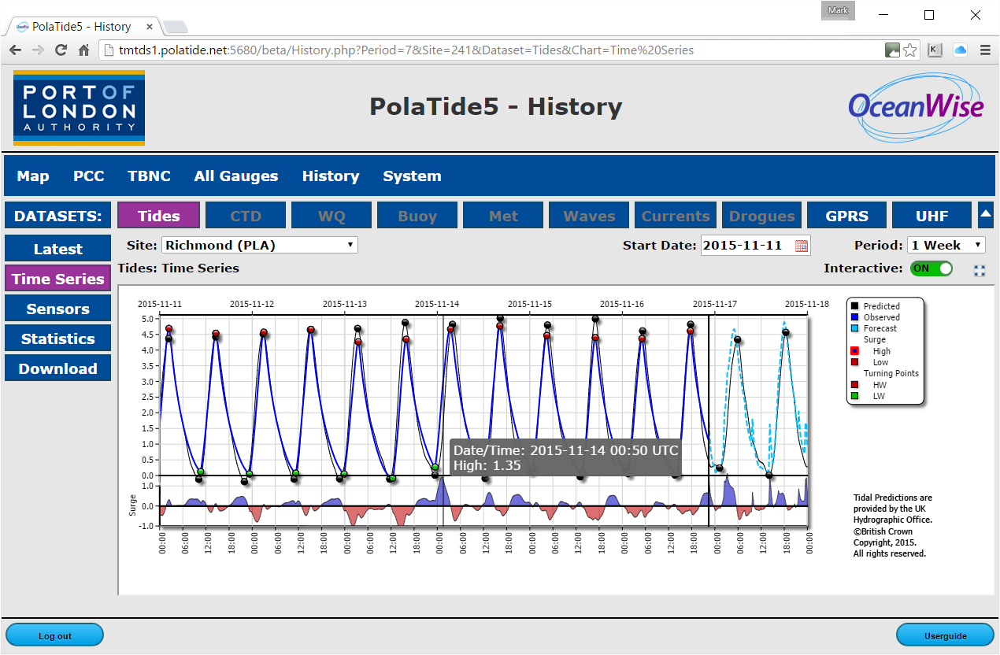 Mark
PolaTide5 - History
tmtds1.polatide.net:5680/beta/History.php?Period=7&Site=241&Dataset=Tides&Chart=Time%20Series
K
PORT OF
LONDON
AUTHORITY
PolaTide5 - History
OceanWise
Map PCC TBNC All Gauges History System
DATASETS: Tides CTD WQ Buoy Met Waves Currents Drogues GPRS UHF
Latest
Time Series
Sensors
Statistics
Download
Site: Richmond (PLA) Start Date: 2015-11-11 Period: 1 Week
Tides: Time Series Interactive: ON
2015-11-11 2015-11-12 2015-11-13 2015-11-14 2015-11-15 2015-11-16 2015-11-17 2015-11-18
5.0
4.5
4.0
3.5
3.0
2.5
2.0
1.5
1.0
0.5
0.0
1.0
0.0
-1.0
Surge
Date/Time: 2015-11-14 00:50 UTC
High: 1.35
00:00 06:00 12:00 18:00 00:00 06:00 12:00 18:00 00:00 06:00 12:00 18:00 00:00 06:00 12:00 18:00 00:00 06:00 12:00 18:00 00:00 06:00 12:00 18:00 00:00 06:00 12:00 18:00 00:00
Predicted
Observed
Forecast
Surge
High
Low
Turning Points
HW
LW
Tidal Predictions are
provided by the UK
Hydrographic Office.
©British Crown
Copyright, 2015.
All rights reserved.
Log out
Userguide